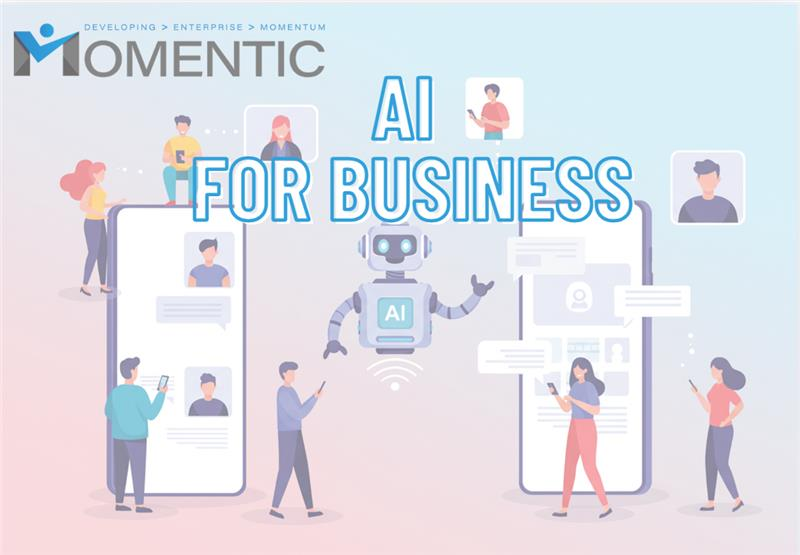 DEVELOPING > ENTERPRISE > MOMENTUM
MOMENTIC
AI
FOR BUSINESS
AI